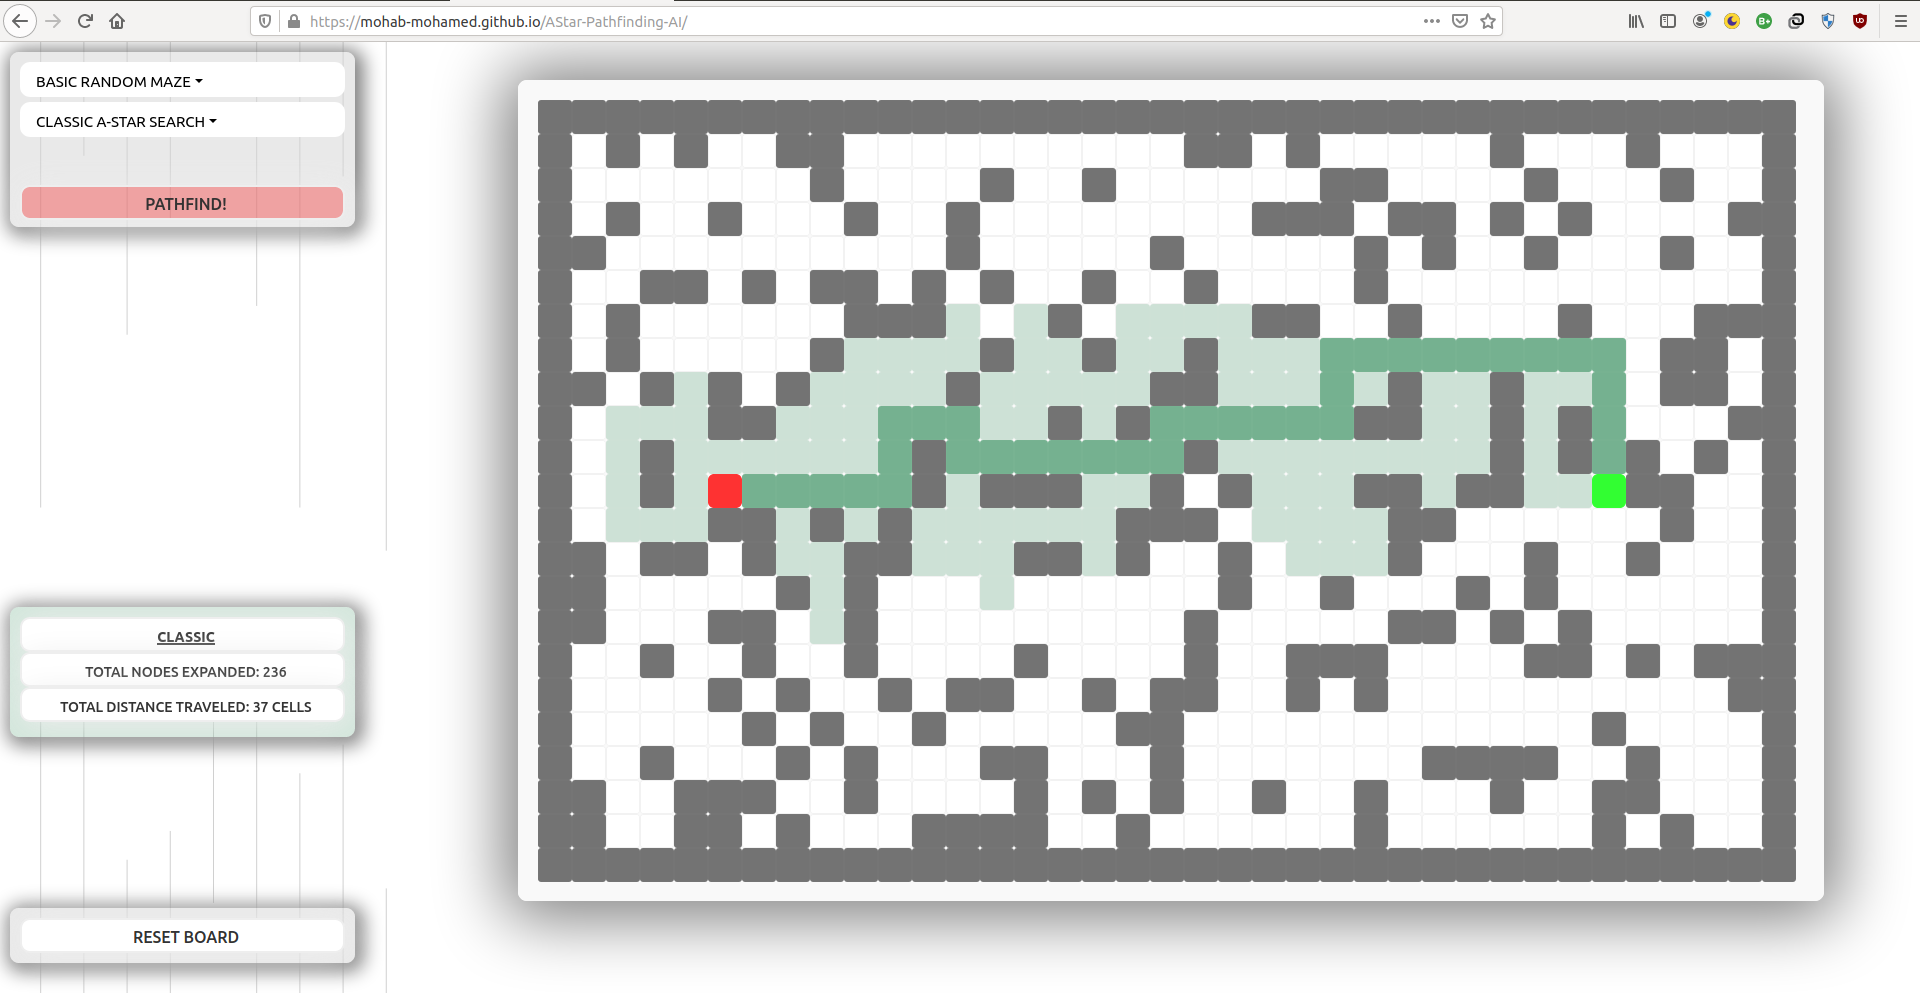 https://mohab-mohamed.github.io/AStar-Pathfinding-AI/
BASIC RANDOM MAZE
CLASSIC A-STAR SEARCH
PATHFIND!
CLASSIC
TOTAL NODES EXPANDED: 236
TOTAL DISTANCE TRAVELED: 37 CELLS
RESET BOARD